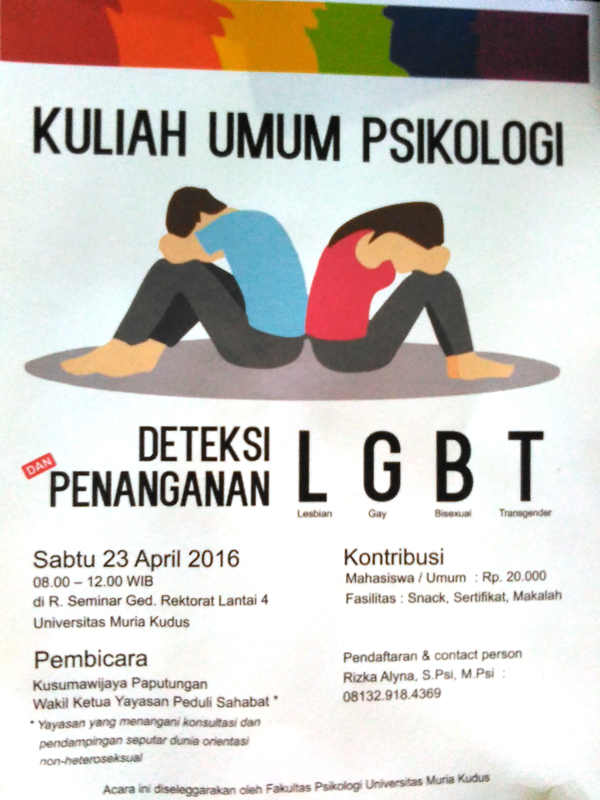 KULIAH UMUM PSIKOLOGI
DETEKSI
DAN
PENANGANAN
L G B T
Lesbian Gay Bisexual Transgender
Sabtu 23 April 2016
08.00 – 12.00 WIB
di R. Seminar Ged. Rektorat Lantai 4
Universitas Muria Kudus
Pembicara
Kusumawijaya Paputungan
Wakil Ketua Yayasan Peduli Sahabat *
* Yayasan yang menangani konsultasi dan
pendampingan seputar dunia orientasi
non-heteroseksual
Kontribusi
Mahasiswa / Umum : Rp. 20.000
Fasilitas : Snack, Sertifikat, Makalah
Pendaftaran & contact person
Rizka Alyna, S.Psi, M.Psi :
08132.918.4369
Acara ini diseleggarakan oleh Fakultas Psikologi Universitas Muria Kudus